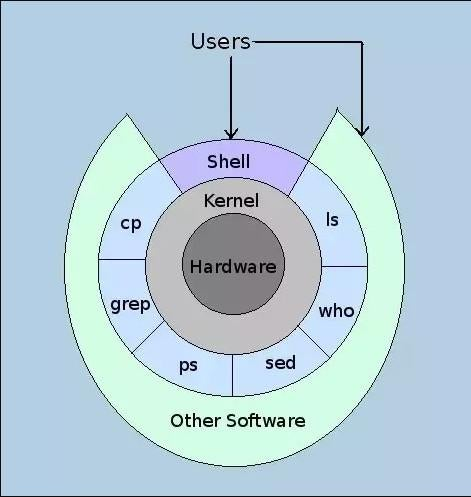 Users
Shell
Kernel
cp
ls
Hardware
grep
who
ps
sed
Other Software